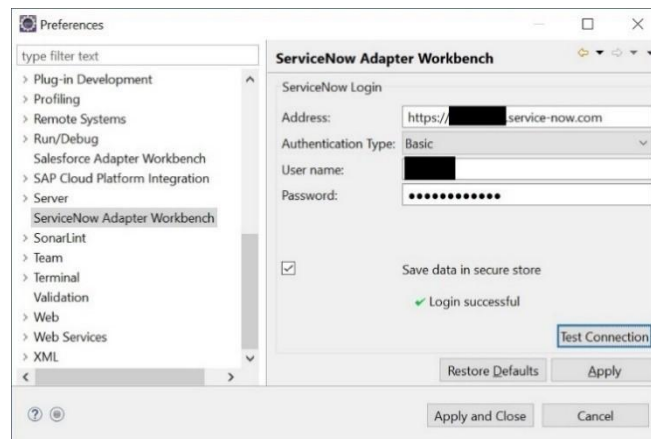 Preferences
type filter text
> Plug-in Development
> Profiling
> Remote Systems
> Run/Debug
Salesforce Adapter Workbench
> SAP Cloud Platform Integration
> Server
ServiceNow Adapter Workbench
> SonarLint
> Team
> Terminal
Validation
> Web
> Web Services
> XML
ServiceNow Adapter Workbench
ServiceNow Login
Address: https:// .service-now.com
Authentication Type: Basic
User name:
Password: ●●●●●●●●●●●●
Save data in secure store
✔ Login successful
Test Connection
Restore Defaults Apply
Apply and Close Cancel